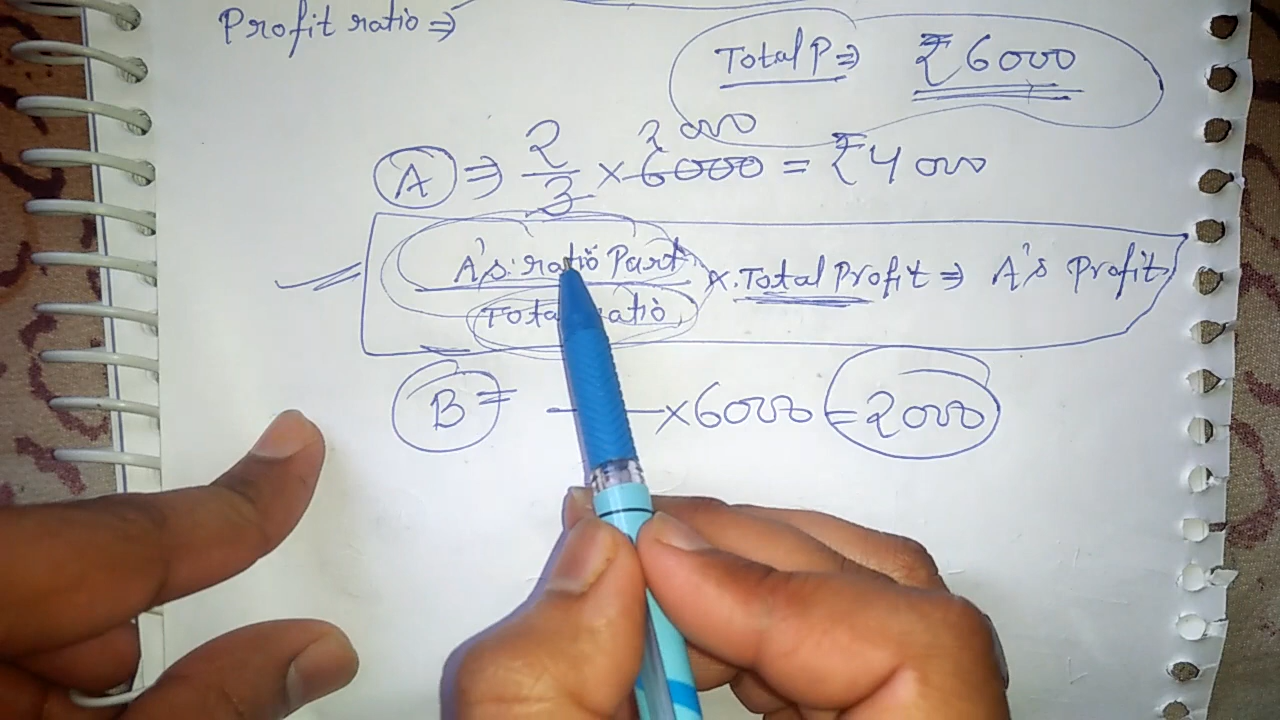 Profit ratio ⇒
Total P ⇒ ₹6000
2000
A ⇒ 2/3 × 6000 = ₹4000
A's ratio Part / Total ratio × Total Profit ⇒ A's Profit
B = × 6000 = 2000